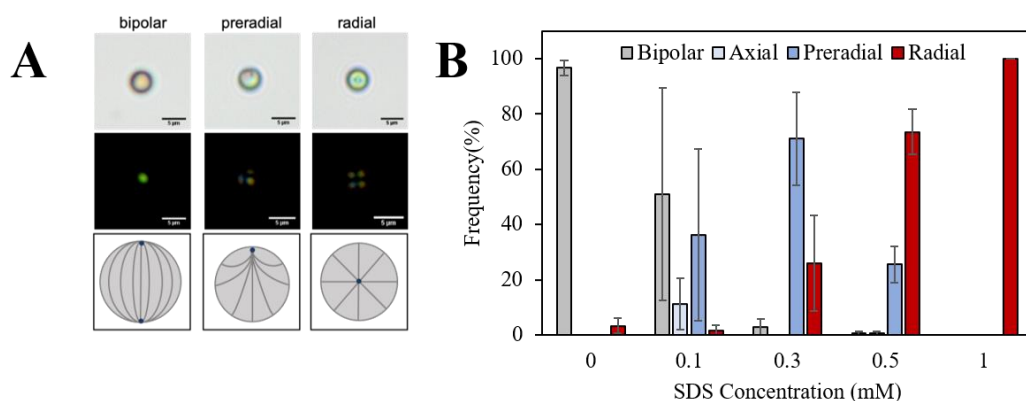 A
bipolar preradial radial
5 µm 5 µm 5 µm
5 µm 5 µm 5 µm
B
Bipolar Axial Preradial Radial
100
80
60
40
20
0
Frequency(%)
0 0.1 0.3 0.5 1
SDS Concentration (mM)